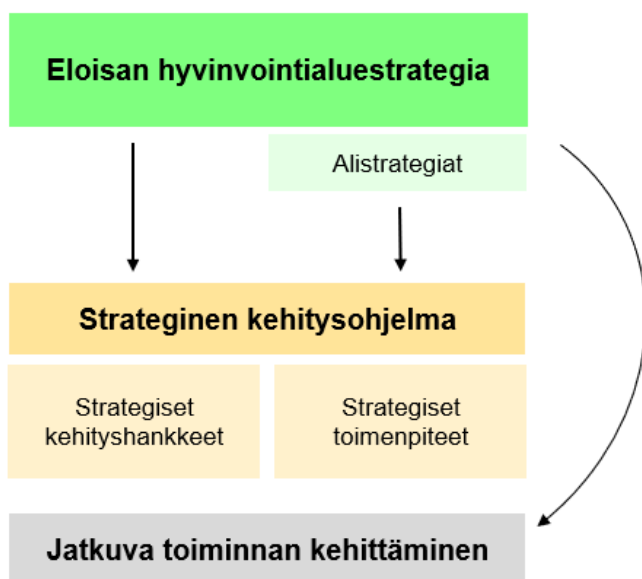 Eloisan hyvinvointialuestrategia
Alistrategiat
Strateginen kehitysohjelma
Strategiset
kehityshankkeet
Strategiset
toimenpiteet
Jatkuva toiminnan kehittäminen